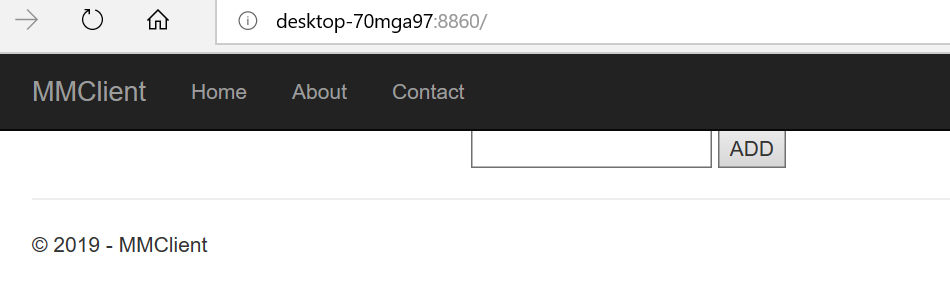 desktop-70mga97:8860/
MMClient Home About Contact
ADD
© 2019 - MMClient